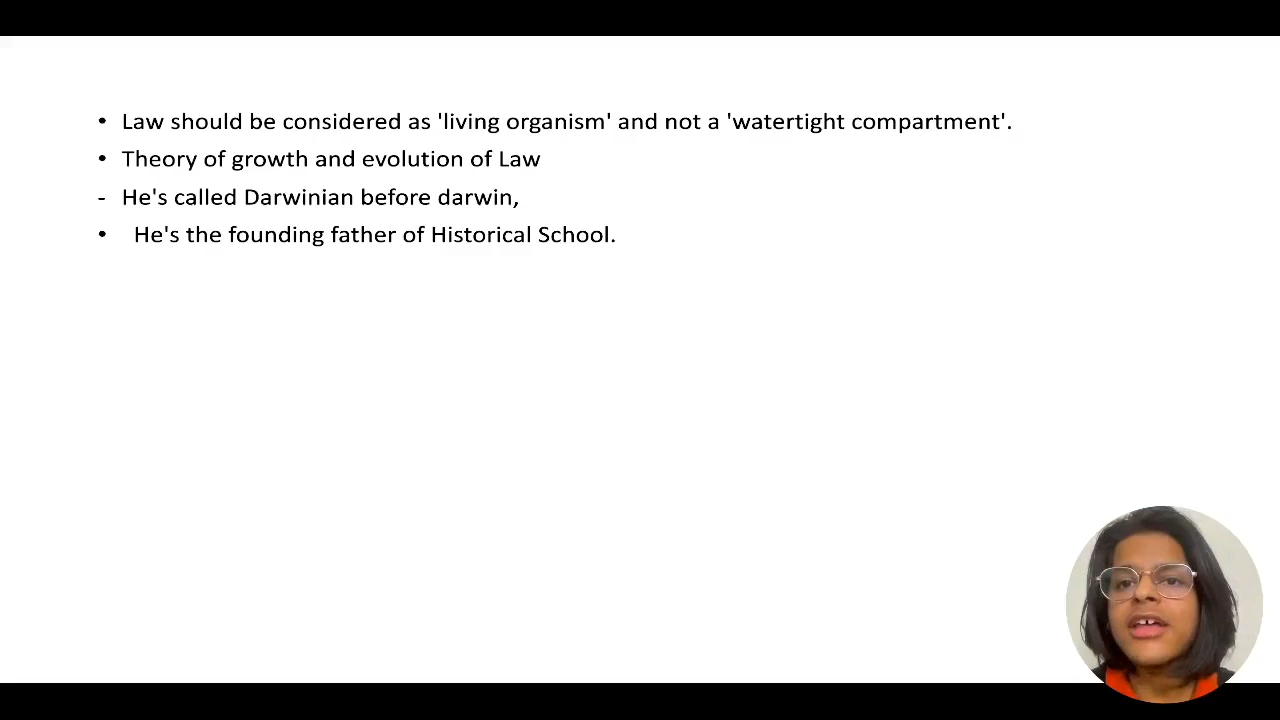 • Law should be considered as 'living organism' and not a 'watertight compartment'.
• Theory of growth and evolution of Law
- He's called Darwinian before darwin,
• He's the founding father of Historical School.